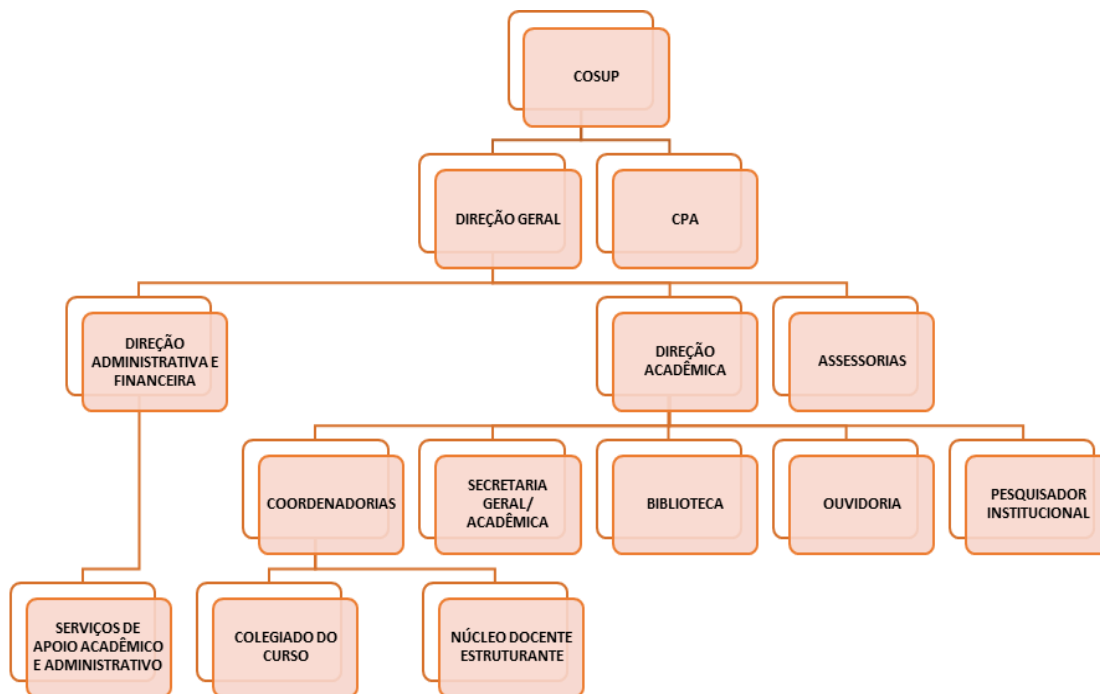 COSUP
DIREÇÃO GERAL
CPA
DIREÇÃO
ADMINISTRATIVA E
FINANCEIRA
DIREÇÃO
ACADÊMICA
ASSESSORIAS
COORDENADORIAS
SECRETARIA
GERAL/
ACADÊMICA
BIBLIOTECA
OUVIDORIA
PESQUISADOR
INSTITUCIONAL
SERVIÇOS DE
APOIO ACADÊMICO
E ADMINISTRATIVO
COLEGIADO DO
CURSO
NÚCLEO DOCENTE
ESTRUTURANTE